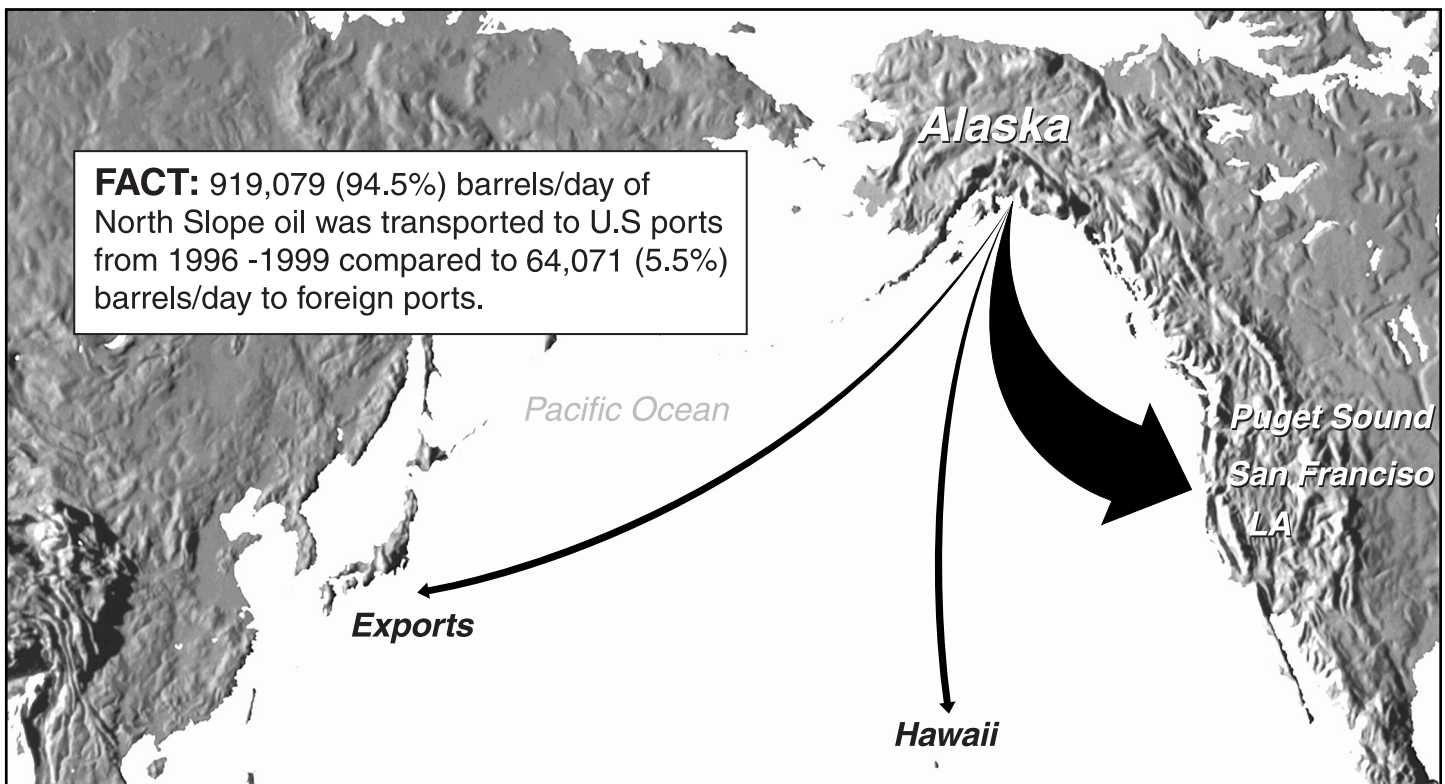 Alaska
FACT: 919,079 (94.5%) barrels/day of
North Slope oil was transported to U.S ports
from 1996 -1999 compared to 64,071 (5.5%)
barrels/day to foreign ports.
Pacific Ocean
Puget Sound
San Franciso
LA
Exports
Hawaii